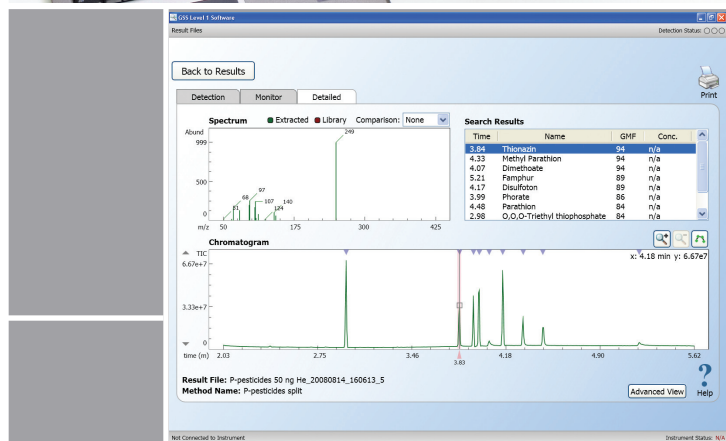 GSS Level 1 Software
Result Files
Detection Status:
Back to Results
Print
Detection Monitor Detailed
Spectrum Extracted Library Comparison: None
Search Results
Abund
999
500
0
249
97
68
107
140
51
124
m/z 50 175 300 425
Time Name GMF Conc.
3.84 Thionazin 94 n/a
4.33 Methyl Parathion 94 n/a
4.07 Dimethoate 94 n/a
5.21 Famphur 89 n/a
4.17 Disulfoton 89 n/a
3.99 Phorate 86 n/a
4.48 Parathion 84 n/a
2.98 O,O,O-Triethyl thiophosphate 84 n/a
Chromatogram
TIC
x: 4.18 min y: 6.67e7
6.67e+7
3.33e+7
0
time (m) 2.03 2.75 3.46 4.18 4.90 5.62
3.83
Result File: P-pesticides 50 ng He_20080814_160613_5
Method Name: P-pesticides split
Advanced View
?
Help
Not Connected to Instrument
Instrument Status: N/A